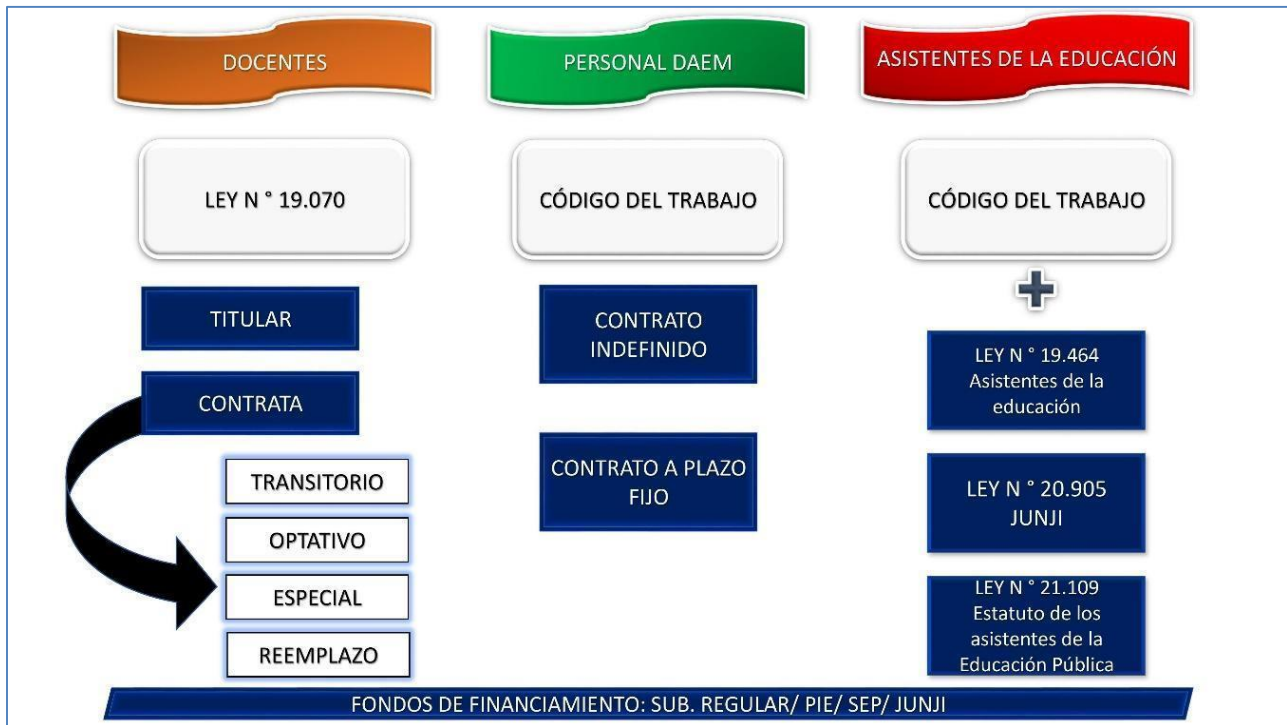 DOCENTES
LEY N ° 19.070
TITULAR
CONTRATA
TRANSITORIO
OPTATIVO
ESPECIAL
REEMPLAZO
PERSONAL DAEM
CÓDIGO DEL TRABAJO
CONTRATO
INDEFINIDO
CONTRATO A PLAZO
FIJO
ASISTENTES DE LA EDUCACIÓN
CÓDIGO DEL TRABAJO
LEY N ° 19.464
Asistentes de la
educación
LEY N ° 20.905
JUNJI
LEY N ° 21.109
Estatuto de los
asistentes de la
Educación Pública
FONDOS DE FINANCIAMIENTO: SUB. REGULAR/ PIE/ SEP/ JUNJI